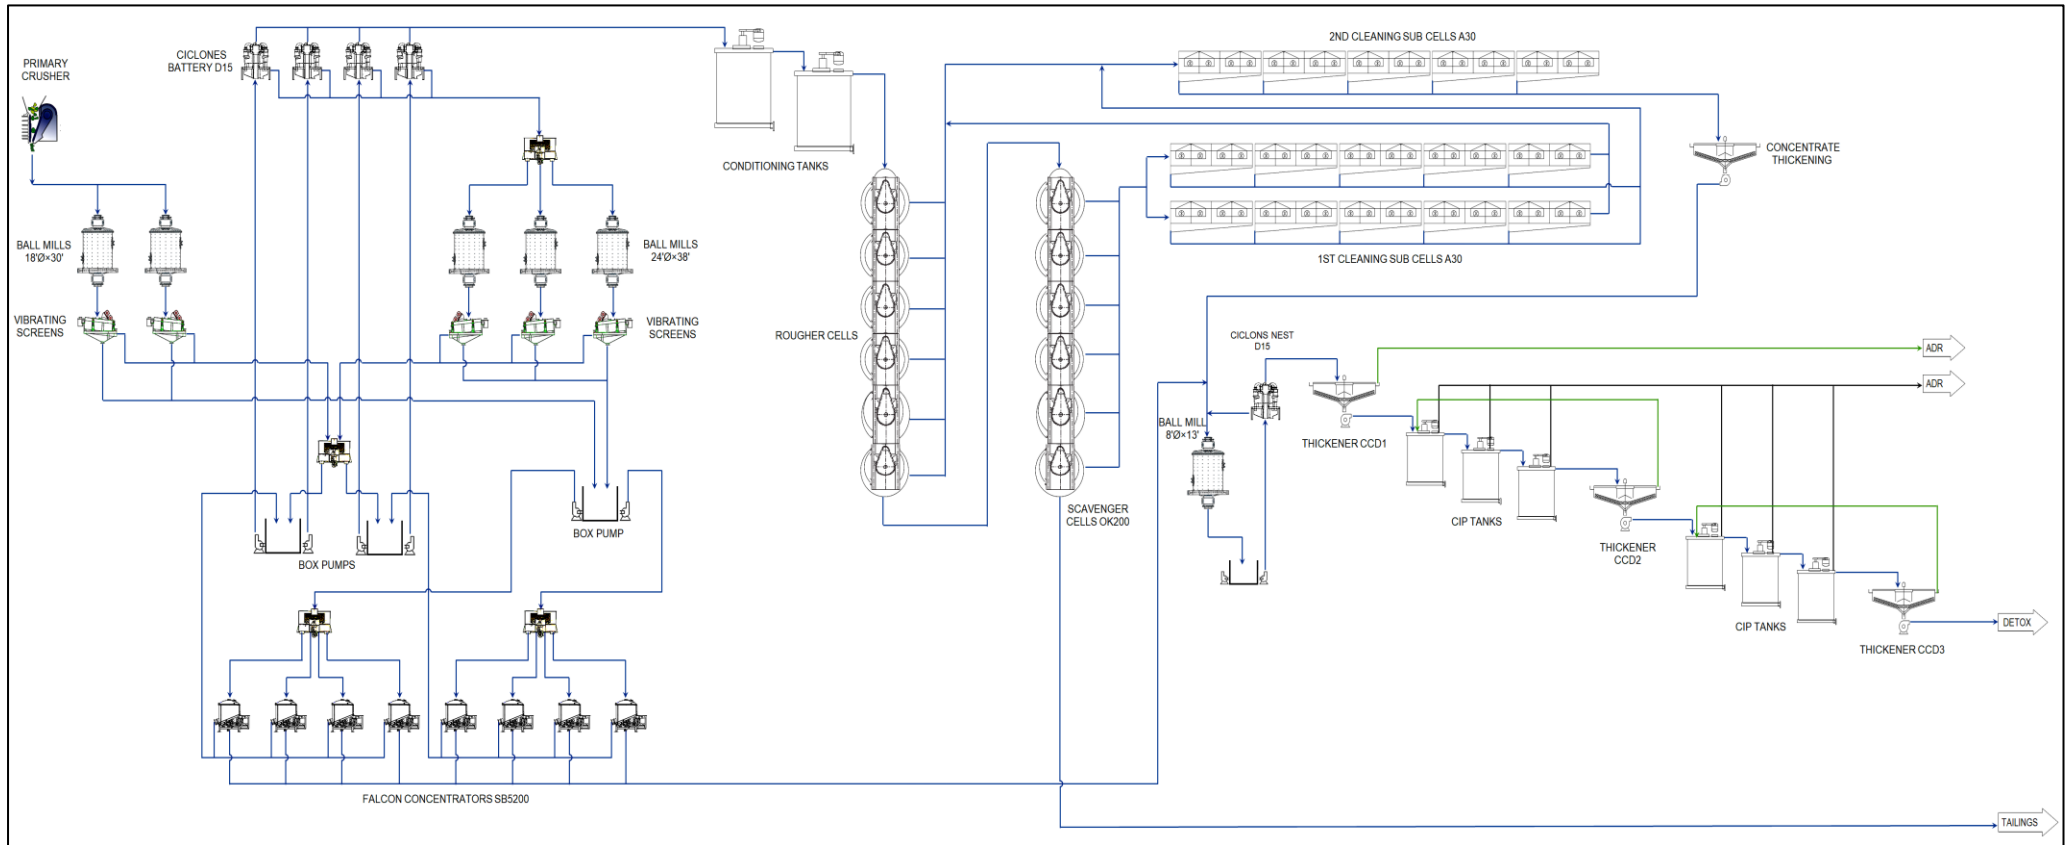 2ND CLEANING SUB CELLS A30
CICLONES
BATTERY D15
PRIMARY
CRUSHER
CONDITIONING TANKS
CONCENTRATE
THICKENING
BALL MILLS
18'Ø×30'
BALL MILLS
24'Ø×38'
1ST CLEANING SUB CELLS A30
VIBRATING
SCREENS
VIBRATING
SCREENS
ROUGHER CELLS
CICLONS NEST
D15
ADR
ADR
BALL MILL
8'Ø×13'
THICKENER CCD1
SCAVENGER
CELLS OK200
CIP TANKS
BOX PUMP
THICKENER
CCD2
BOX PUMPS
DETOX
CIP TANKS
THICKENER CCD3
FALCON CONCENTRATORS SB5200
TAILINGS